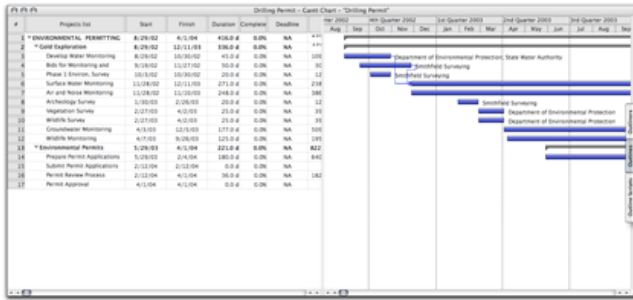 Drilling Permit - Gantt Chart - "Drilling Permit"
# Projects list Start Finish Duration Complete Deadline
2002 4th Quarter 2002 1st Quarter 2003 2nd Quarter 2003 3rd Quarter 2003
Aug Sep Oct Nov Dec Jan Feb Mar Apr May Jun Jul Aug Sep
1 ENVIRONMENTAL PERMITTING 8/29/02 4/1/04 416.0 d 0.0% NA
2 Gold Exploration 8/29/02 12/11/03 336.0 d 0.0% NA
3 Develop Water Monitoring 8/29/02 10/30/02 45.0 d 0.0% NA Department of Environmental Protection, State Water Authority
4 Bids for Monitoring and 9/19/02 11/27/02 50.0 d 0.0% NA Smithfield Surveying
5 Phase 1 Environ. Survey 10/3/02 10/30/02 20.0 d 0.0% NA Smithfield Surveying
6 Surface Water Monitoring 11/28/02 12/11/03 271.0 d 0.0% NA
7 Air and Noise Monitoring 11/28/02 11/10/03 248.0 d 0.0% NA
8 Archeology Survey 1/30/03 2/26/03 20.0 d 0.0% NA Smithfield Surveying
9 Vegetation Survey 2/27/03 4/2/03 25.0 d 0.0% NA Department of Environmental Protection
10 Wildlife Survey 2/27/03 4/2/03 25.0 d 0.0% NA Department of Environmental Protection
11 Groundwater Monitoring 4/3/03 12/5/03 177.0 d 0.0% NA
12 Wildlife Monitoring 4/7/03 9/26/03 125.0 d 0.0% NA
13 Environmental Permits 5/29/03 4/1/04 221.0 d 0.0% NA
14 Prepare Permit Applications 5/29/03 2/4/04 180.0 d 0.0% NA
15 Submit Permit Applications 2/12/04 2/12/04 0.0 d 0.0% NA
16 Permit Review Process 2/12/04 4/1/04 36.0 d 0.0% NA
17 Permit Approval 4/1/04 4/1/04 0.0 d 0.0% NA